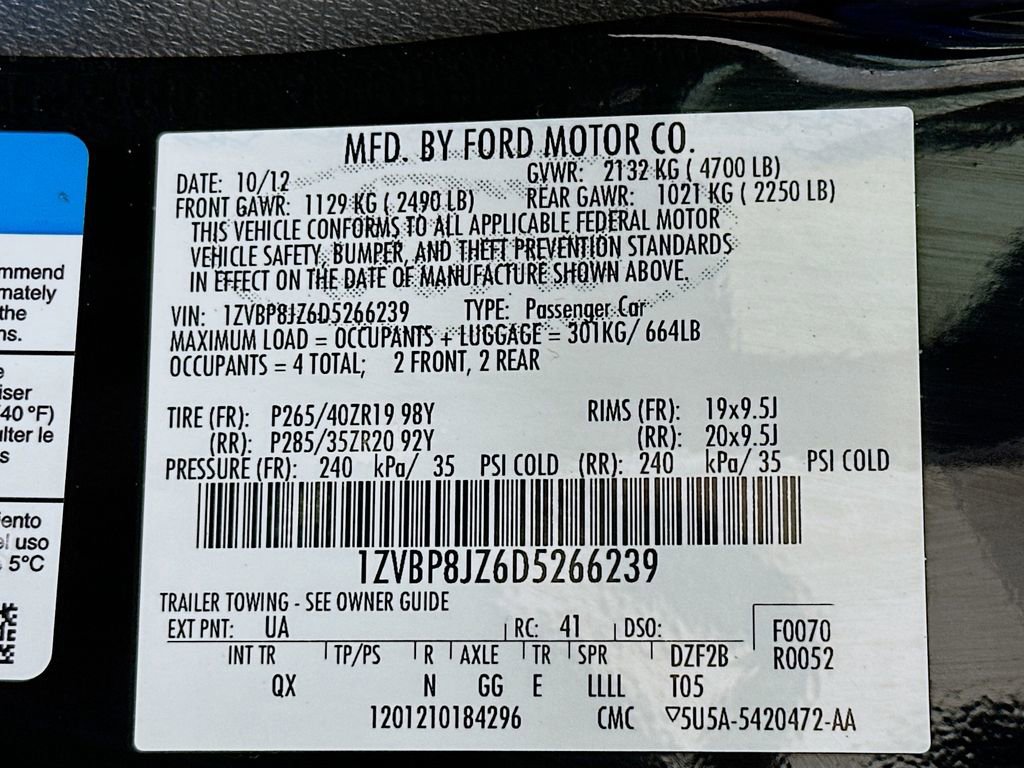 MFD. BY FORD MOTOR CO.
DATE: 10/12 GVWR: 2132 KG ( 4700 LB)
FRONT GAWR: 1129 KG ( 2490 LB) REAR GAWR: 1021 KG ( 2250 LB)
THIS VEHICLE CONFORMS TO ALL APPLICABLE FEDERAL MOTOR
VEHICLE SAFETY, BUMPER, AND THEFT PREVENTION STANDARDS
IN EFFECT ON THE DATE OF MANUFACTURE SHOWN ABOVE.
VIN: 1ZVBP8JZ6D5266239 TYPE: Passenger Car
MAXIMUM LOAD = OCCUPANTS + LUGGAGE = 301KG/ 664LB
OCCUPANTS = 4 TOTAL; 2 FRONT, 2 REAR
TIRE (FR): P265/40ZR19 98Y RIMS (FR): 19x9.5J
(RR): P285/35ZR20 92Y (RR): 20x9.5J
PRESSURE (FR): 240 kPa/ 35 PSI COLD (RR): 240 kPa/ 35 PSI COLD
1ZVBP8JZ6D5266239
TRAILER TOWING - SEE OWNER GUIDE
EXT PNT: UA RC: 41 DSO: F0070
INT TR TP/PS R AXLE TR SPR DZF2B R0052
QX N GG E LLLL T05
1201210184296 CMC ▽5U5A-5420472-AA
mmend
mately
the
ns.
e
iser
40 °F)
ulter le
s
iento
el uso
5°C